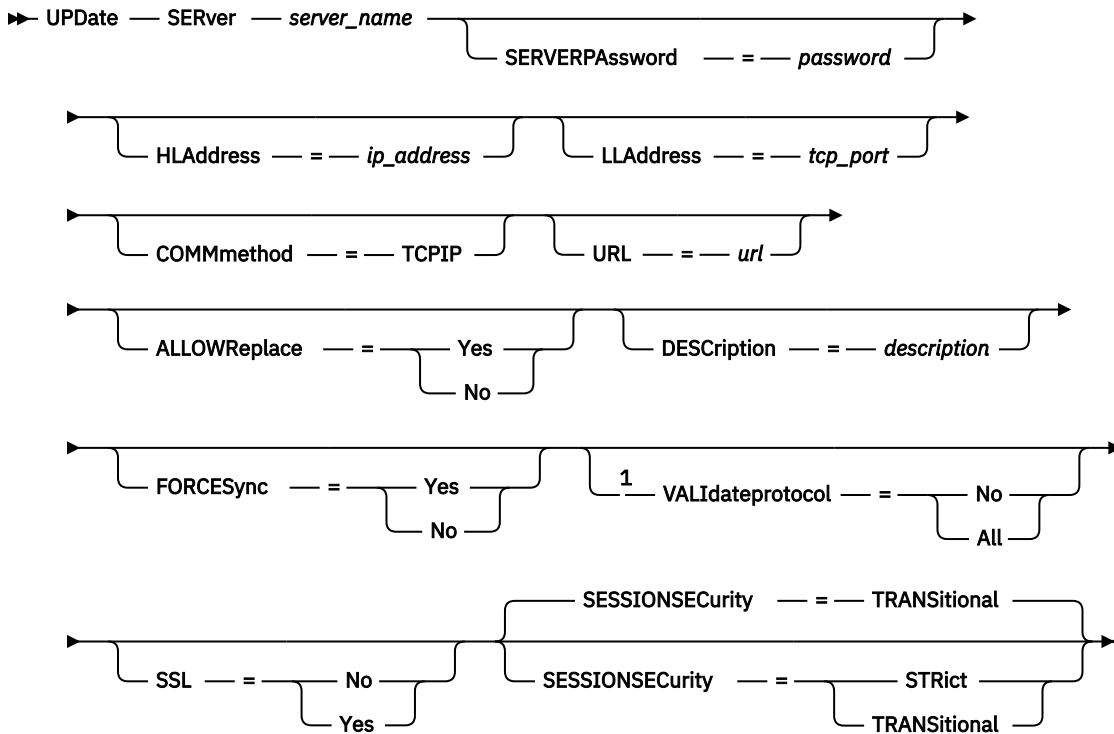 UPDate SERver server_name
SERVERPAssword = password
HLAddress = ip_address LLAddress = tcp_port
COMMmethod = TCPIP URL = url
ALLOWReplace = Yes DESCription = description
No
FORCESync = Yes 1 VALIdateprotocol = No
No All
SESSIONSECurity = TRANSitional
SSL = No SESSIONSECurity = STRict
Yes TRANSitional